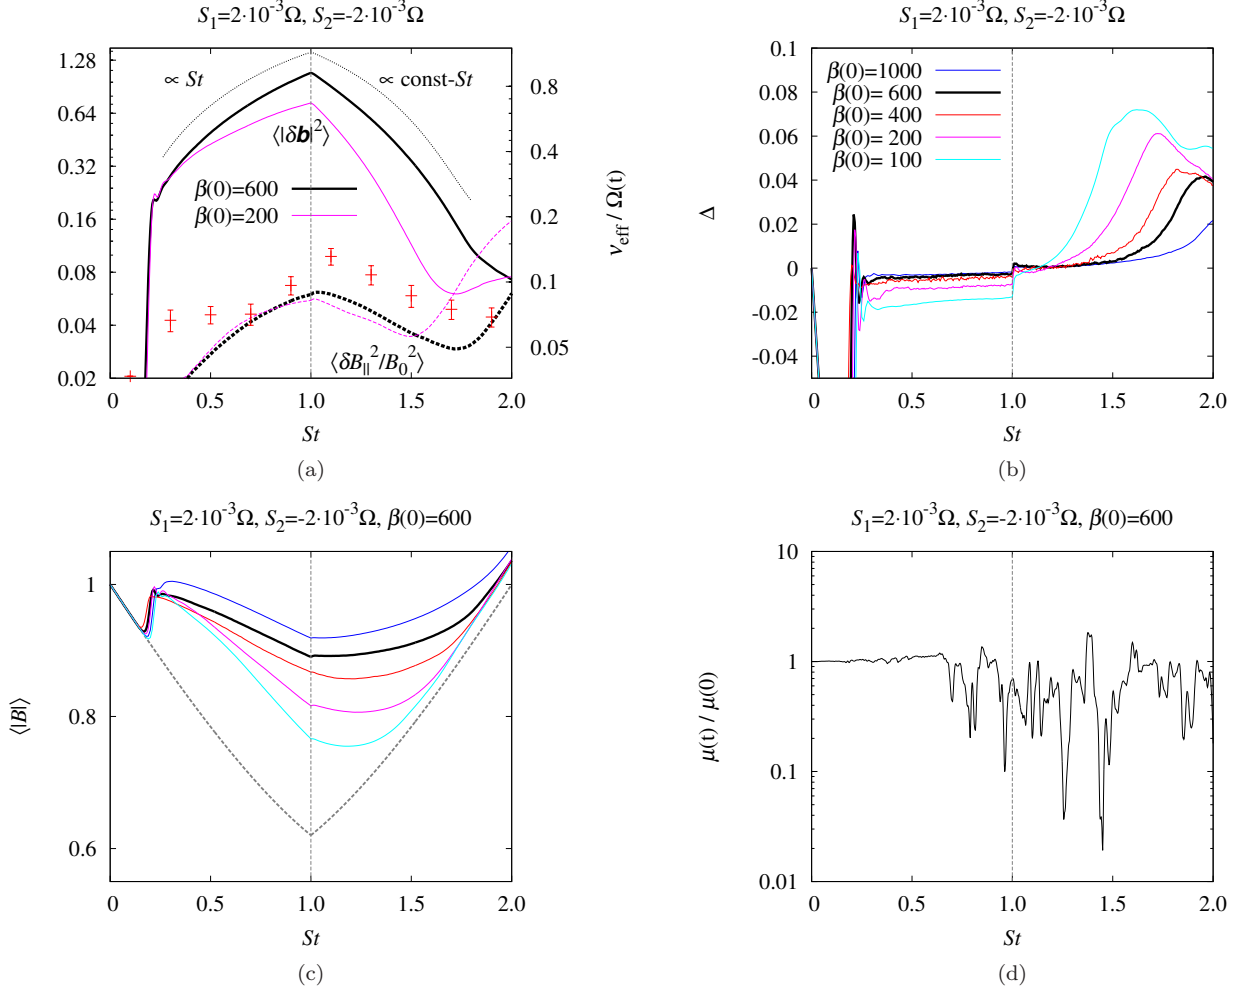 S₁=2·10⁻³Ω, S₂=-2·10⁻³Ω
1.28
0.64
0.32
0.16
0.08
0.04
0.02
∝ St
∝ const-St
⟨|δb|²⟩
β(0)=600
β(0)=200
⟨δB∥²/B₀²⟩
0.8
0.4
0.2
0.1
0.05
ν_eff / Ω(t)
0 0.5 1.0 1.5 2.0
St
(a)
S₁=2·10⁻³Ω, S₂=-2·10⁻³Ω
0.1
0.08
0.06
0.04
0.02
0
-0.02
-0.04
Δ
β(0)=1000
β(0)= 600
β(0)= 400
β(0)= 200
β(0)= 100
0 0.5 1.0 1.5 2.0
St
(b)
S₁=2·10⁻³Ω, S₂=-2·10⁻³Ω, β(0)=600
1
0.8
0.6
⟨|B|⟩
0 0.5 1.0 1.5 2.0
St
(c)
S₁=2·10⁻³Ω, S₂=-2·10⁻³Ω, β(0)=600
10
1
0.1
0.01
μ(t) / μ(0)
0 0.5 1.0 1.5 2.0
St
(d)